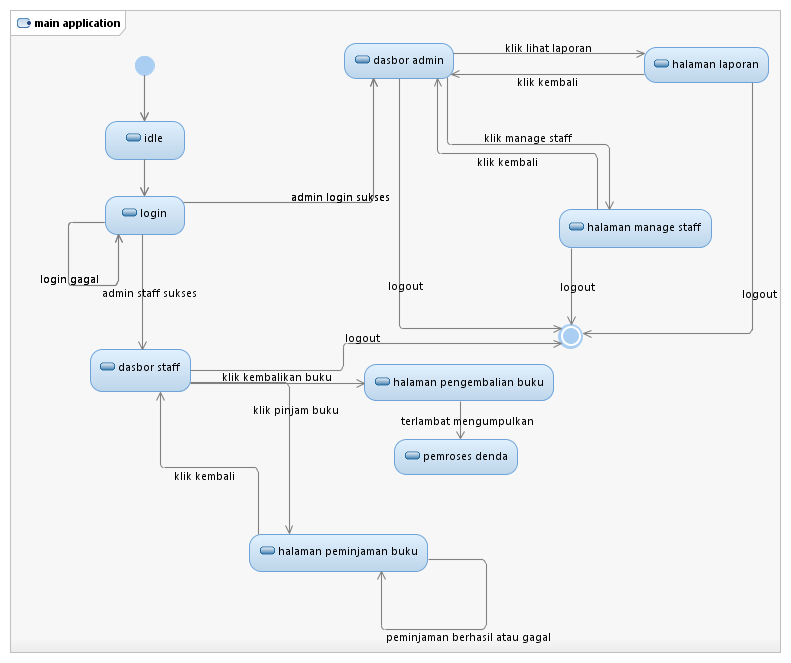 main application
dasbor admin
klik lihat laporan
halaman laporan
klik kembali
idle
klik manage staff
klik kembali
admin login sukses
login
halaman manage staff
login gagal
admin staff sukses
logout
logout
logout
logout
dasbor staff
klik kembalikan buku
halaman pengembalian buku
klik pinjam buku
terlambat mengumpulkan
pemroses denda
klik kembali
halaman peminjaman buku
peminjaman berhasil atau gagal